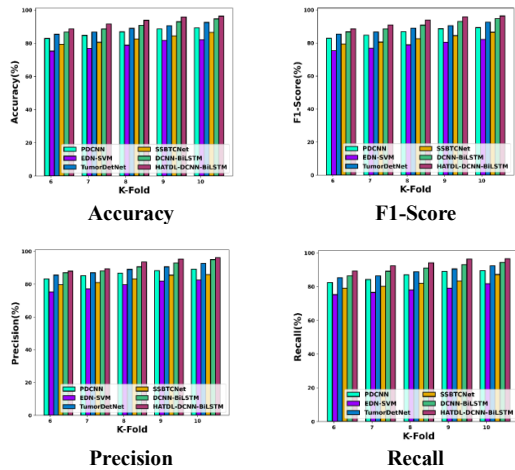 100
80
60
40
20
0
Accuracy(%)
PDCNN
EDN-SVM
TumorDetNet
SSBTCNet
DCNN-BiLSTM
HATDL-DCNN-BiLSTM
6 7 8 9 10
K-Fold
Accuracy
100
80
60
40
20
0
F1-Score(%)
PDCNN
EDN-SVM
TumorDetNet
SSBTCNet
DCNN-BiLSTM
HATDL-DCNN-BiLSTM
6 7 8 9 10
K-Fold
F1-Score
100
80
60
40
20
0
Precision(%)
PDCNN
EDN-SVM
TumorDetNet
SSBTCNet
DCNN-BiLSTM
HATDL-DCNN-BiLSTM
6 7 8 9 10
K-Fold
Precision
100
80
60
40
20
0
Recall(%)
PDCNN
EDN-SVM
TumorDetNet
SSBTCNet
DCNN-BiLSTM
HATDL-DCNN-BiLSTM
6 7 8 9 10
K-Fold
Recall